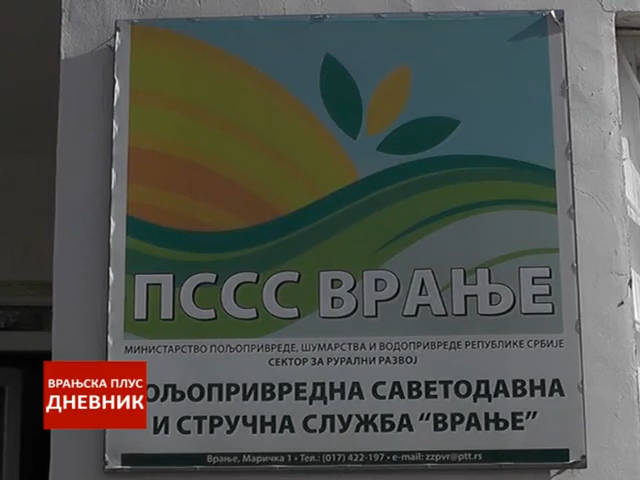 ПССС ВРАЊЕ
МИНИСТАРСТВО ПОЉОПРИВРЕДЕ, ШУМАРСТВА И ВОДОПРИВРЕДЕ РЕПУБЛИКЕ СРБИЈЕ
СЕКТОР ЗА РУРАЛНИ РАЗВОЈ
ОЉОПРИВРЕДНА САВЕТОДАВНА
И СТРУЧНА СЛУЖБА "ВРАЊЕ"
Врање, Маричка 1 • Тел.: (017) 422-197 • e-mail: zzpvr@ptt.rs
ВРАЊСКА ПЛУС
ДНЕВНИК